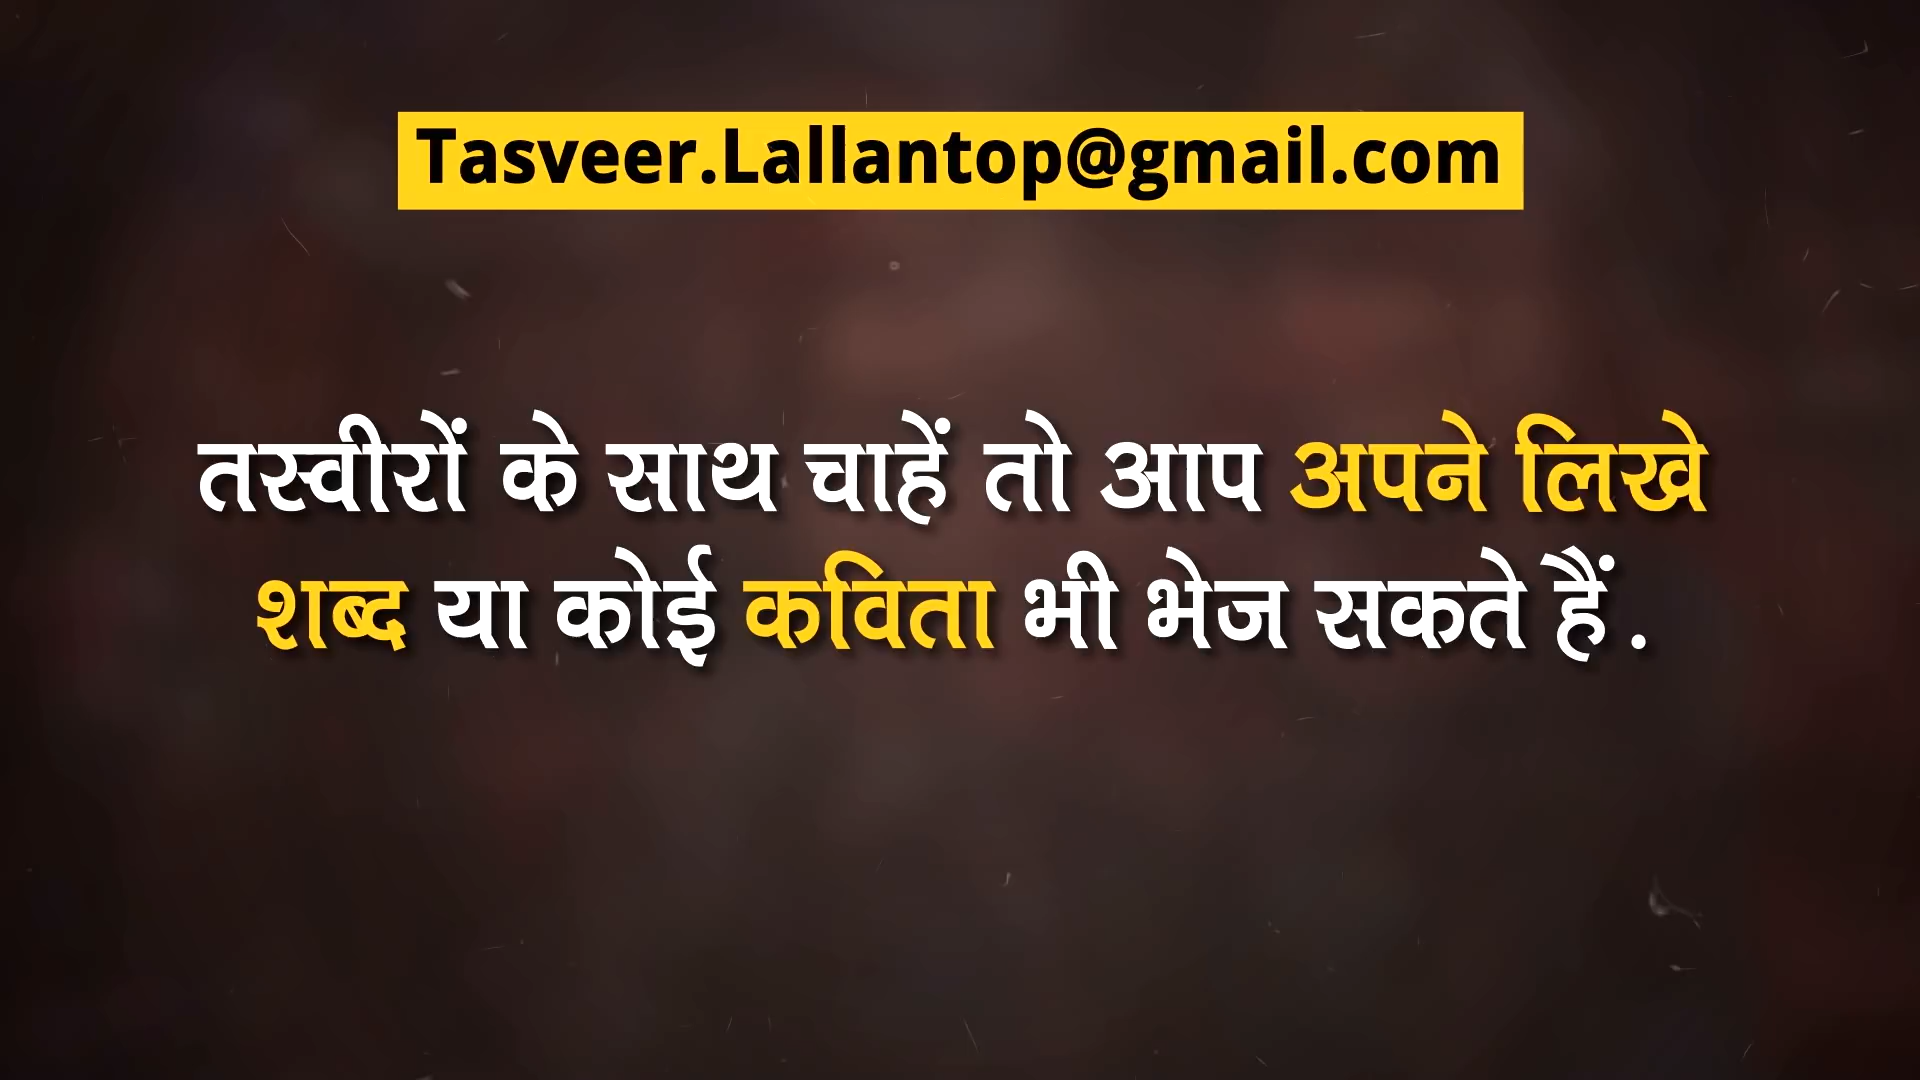 Tasveer.Lallantop@gmail.com
तस्वीरों के साथ चाहें तो आप अपने लिखे
शब्द या कोई कविता भी भेज सकते हैं.